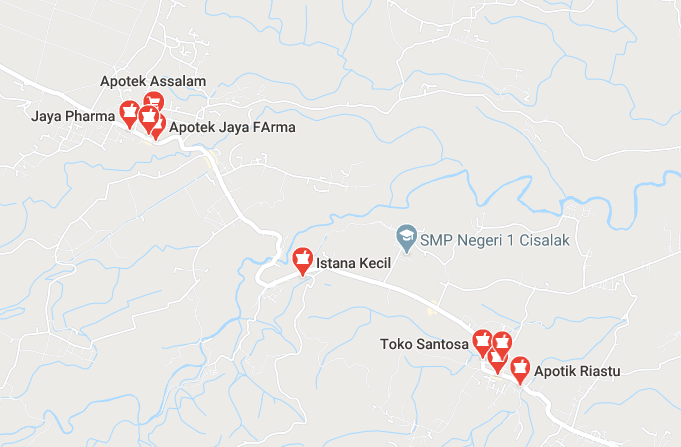 Apotek Assalam
Jaya Pharma
Apotek Jaya FArma
SMP Negeri 1 Cisalak
Istana Kecil
Toko Santosa
Apotik Riastu